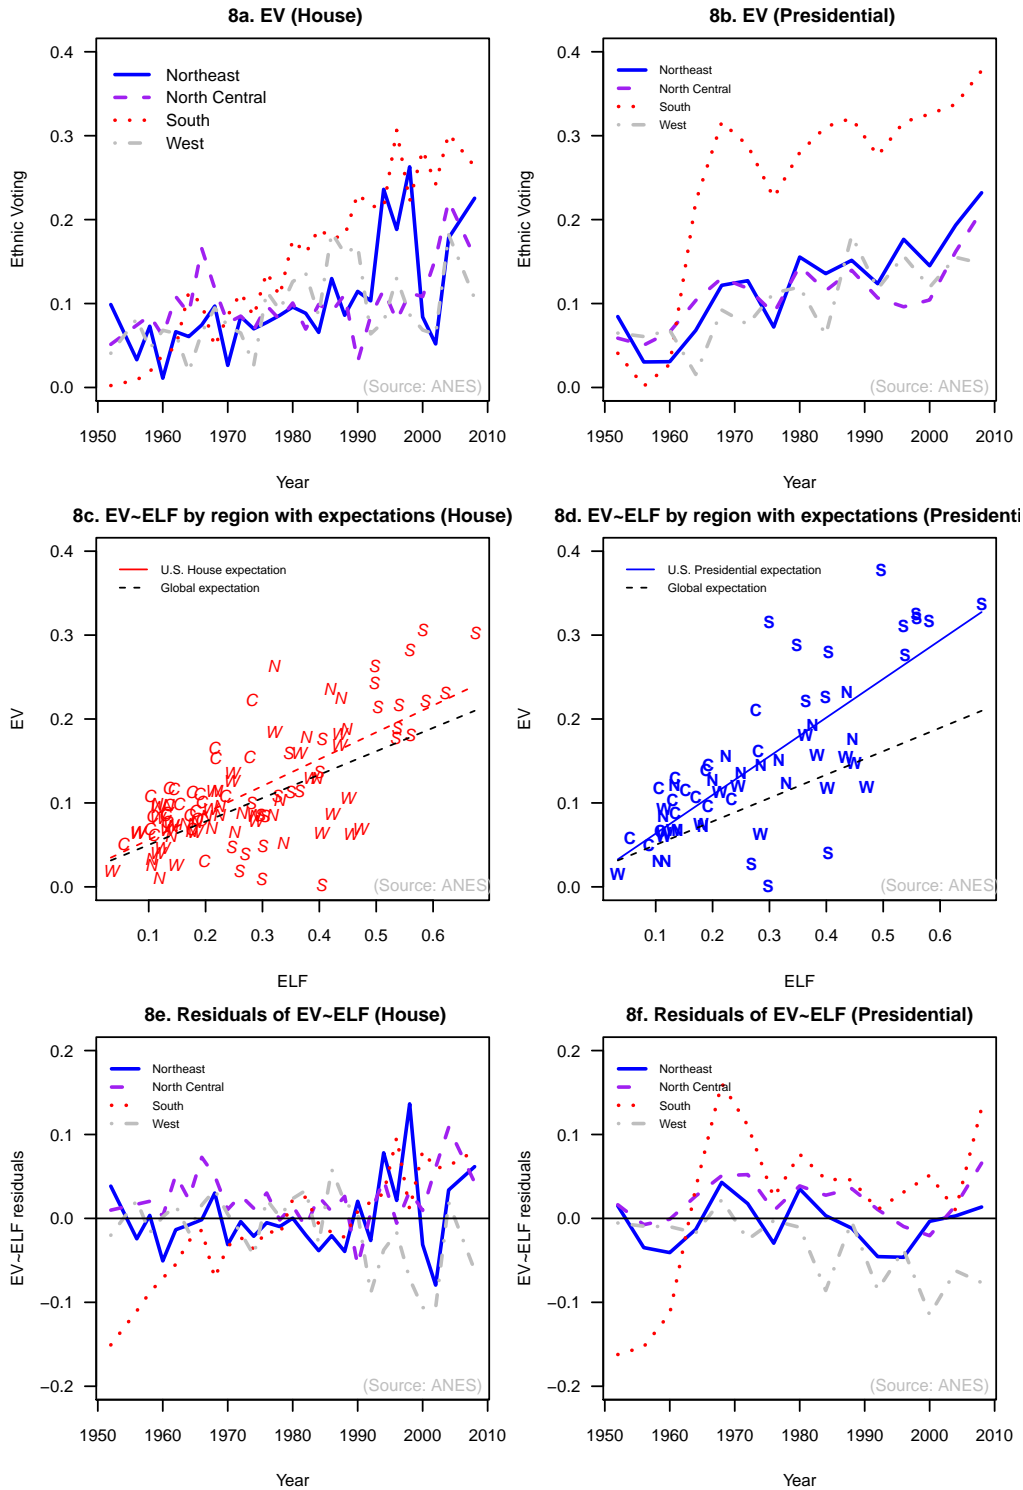 8a. EV (House)
0.4
0.3
0.2
0.1
0.0
Ethnic Voting
Northeast
North Central
South
West
(Source: ANES)
1950 1960 1970 1980 1990 2000 2010
Year
8b. EV (Presidential)
0.4
0.3
0.2
0.1
0.0
Ethnic Voting
Northeast
North Central
South
West
(Source: ANES)
1950 1960 1970 1980 1990 2000 2010
Year
8c. EV~ELF by region with expectations (House)
0.4
0.3
0.2
0.1
0.0
EV
U.S. House expectation
Global expectation
(Source: ANES)
0.1 0.2 0.3 0.4 0.5 0.6
ELF
8d. EV~ELF by region with expectations (Presidenti
0.4
0.3
0.2
0.1
0.0
EV
U.S. Presidential expectation
Global expectation
(Source: ANES)
0.1 0.2 0.3 0.4 0.5 0.6
ELF
8e. Residuals of EV~ELF (House)
0.2
0.1
0.0
−0.1
−0.2
EV~ELF residuals
Northeast
North Central
South
West
(Source: ANES)
1950 1960 1970 1980 1990 2000 2010
Year
8f. Residuals of EV~ELF (Presidential)
0.2
0.1
0.0
−0.1
−0.2
EV~ELF residuals
Northeast
North Central
South
West
(Source: ANES)
1950 1960 1970 1980 1990 2000 2010
Year